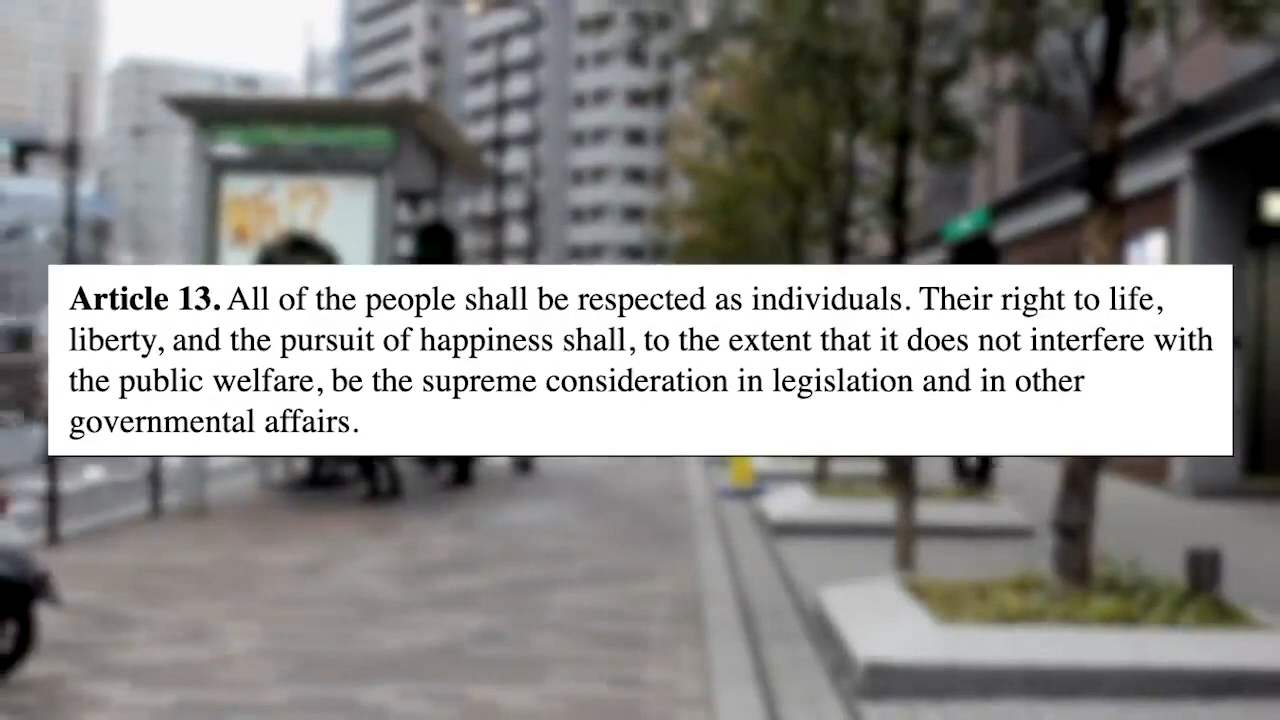 Article 13. All of the people shall be respected as individuals. Their right to life,
liberty, and the pursuit of happiness shall, to the extent that it does not interfere with
the public welfare, be the supreme consideration in legislation and in other
governmental affairs.